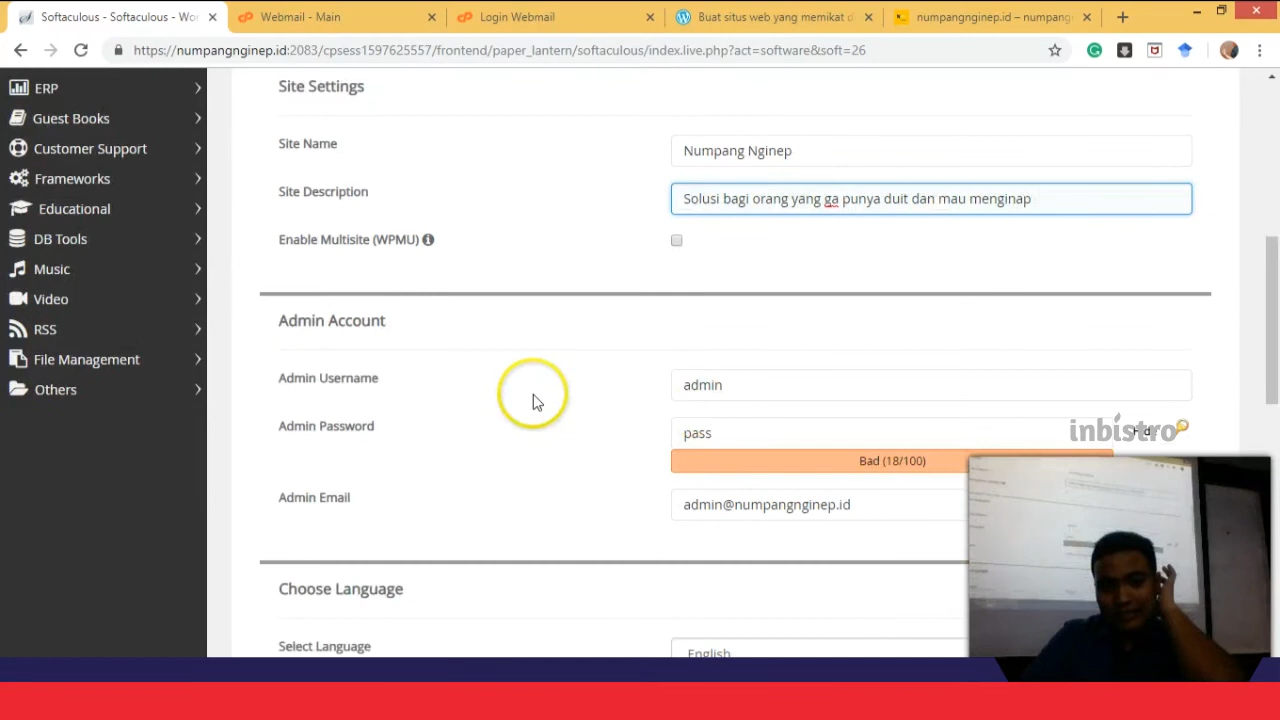 Softaculous - Softaculous - Wor
Webmail - Main
Login Webmail
Buat situs web yang memikat d
numpangnginep.id – numpang
https://numpangnginep.id:2083/cpsess1597625557/frontend/paper_lantern/softaculous/index.live.php?act=software&soft=26
ERP
Guest Books
Customer Support
Frameworks
Educational
DB Tools
Music
Video
RSS
File Management
Others
Site Settings
Site Name
Numpang Nginep
Site Description
Solusi bagi orang yang ga punya duit dan mau menginap
Enable Multisite (WPMU)
Admin Account
Admin Username
admin
Admin Password
pass
Hide
inbistro
Bad (18/100)
Admin Email
admin@numpangnginep.id
Choose Language
Select Language
English